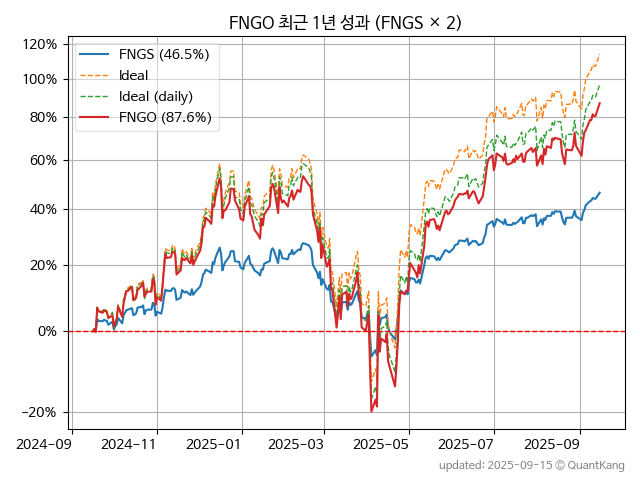 FNGO 최근 1년 성과 (FNGS × 2)
120%
100%
80%
60%
40%
20%
0%
−20%
FNGS (46.5%)
Ideal
Ideal (daily)
FNGO (87.6%)
2024-09
2024-11
2025-01
2025-03
2025-05
2025-07
2025-09
updated: 2025-09-15 © QuantKang